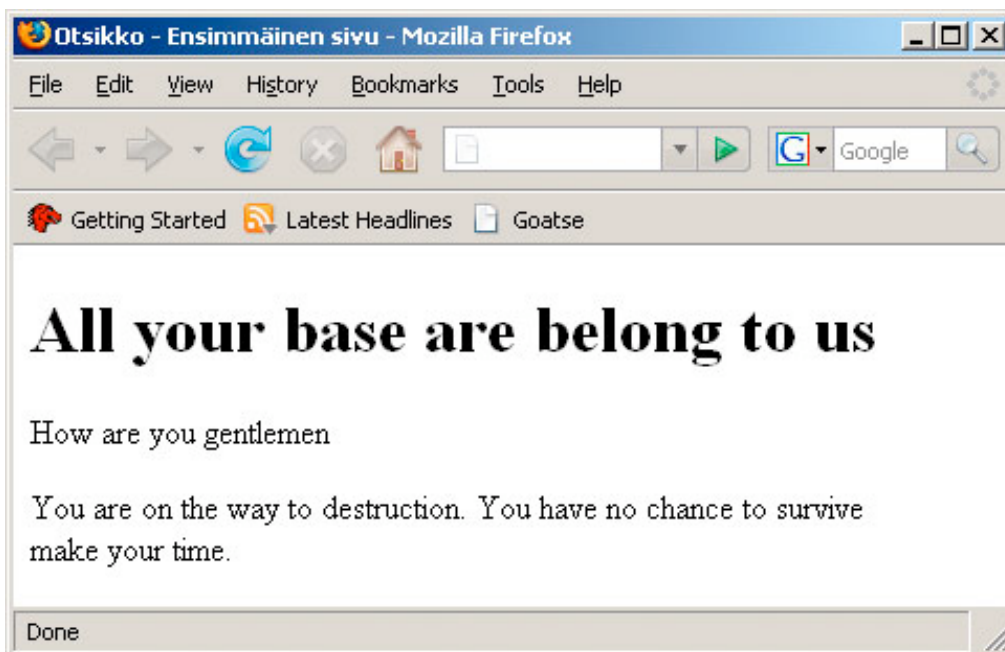 Otsikko - Ensimmäinen sivu - Mozilla Firefox
File Edit View History Bookmarks Tools Help
G Google
Getting Started Latest Headlines Goatse
All your base are belong to us
How are you gentlemen
You are on the way to destruction. You have no chance to survive
make your time.
Done